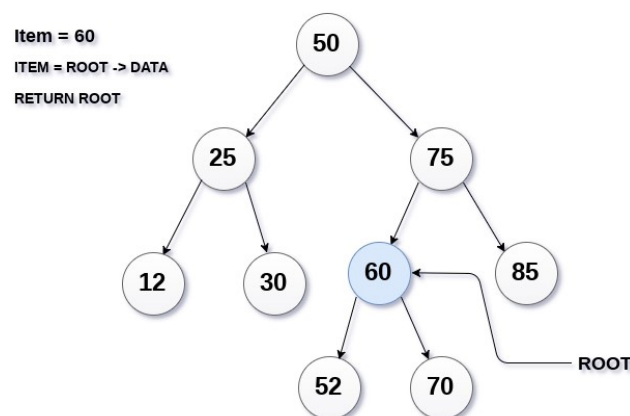 Item = 60
ITEM = ROOT -> DATA
RETURN ROOT
50
25
75
12
30
60
85
ROOT
52
70